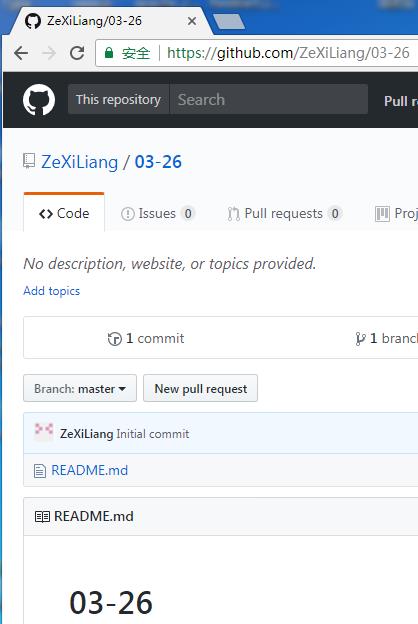 ZeXiLiang/03-26
安全 https://github.com/ZeXiLiang/03-26
This repository Search Pull r
ZeXiLiang / 03-26
Code Issues 0 Pull requests 0 Proj
No description, website, or topics provided.
Add topics
1 commit 1 branc
Branch: master New pull request
ZeXiLiang Initial commit
README.md
README.md
03-26